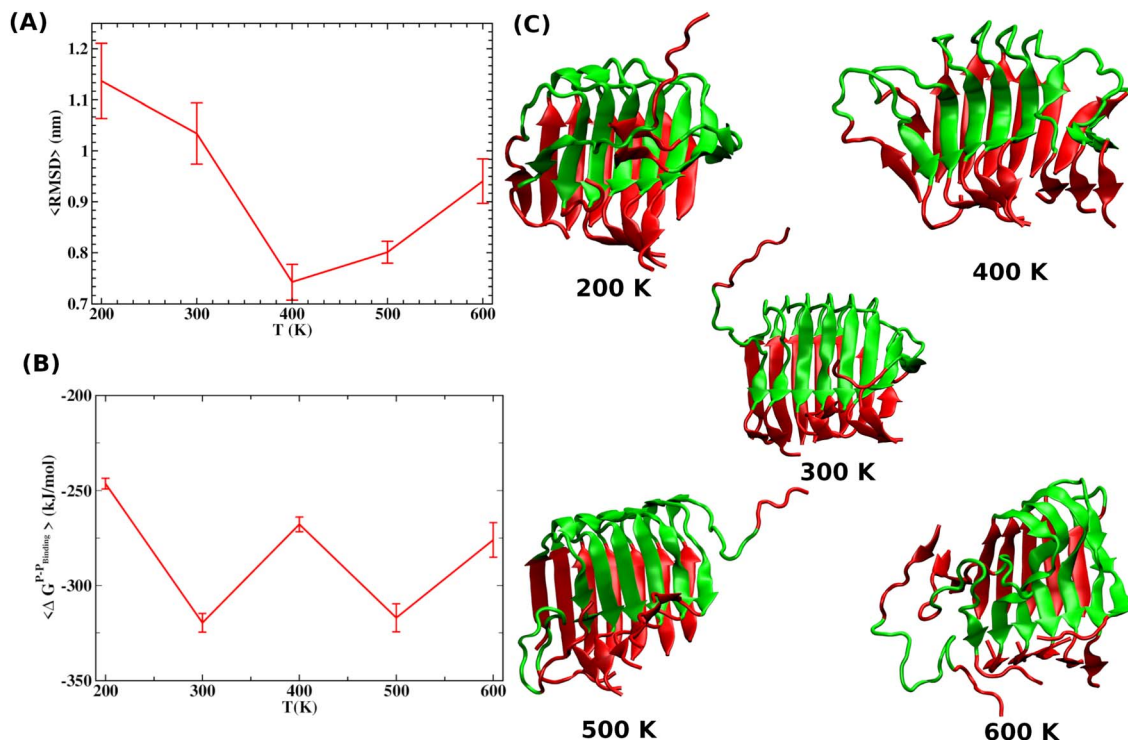 (A)
1.2
1.1
1
0.9
0.8
0.7
<RMSD> (nm)
200 300 400 500 600
T (K)
(B)
-200
-250
-300
-350
<Δ G^P-P_Binding > (kJ/mol)
200 300 400 500 600
T(K)
(C)
200 K
400 K
300 K
500 K
600 K